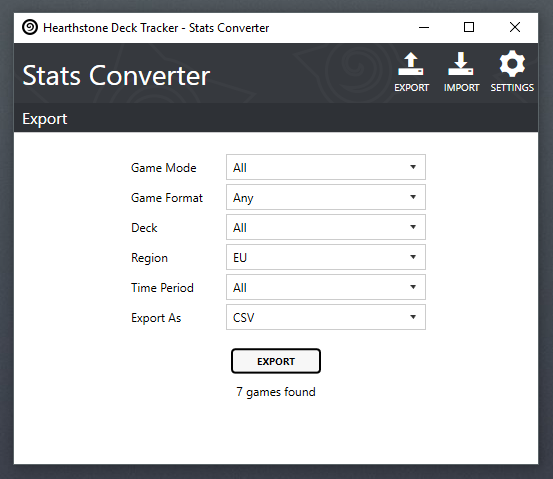 Hearthstone Deck Tracker - Stats Converter
Stats Converter
EXPORT IMPORT SETTINGS
Export
Game Mode All
Game Format Any
Deck All
Region EU
Time Period All
Export As CSV
EXPORT
7 games found